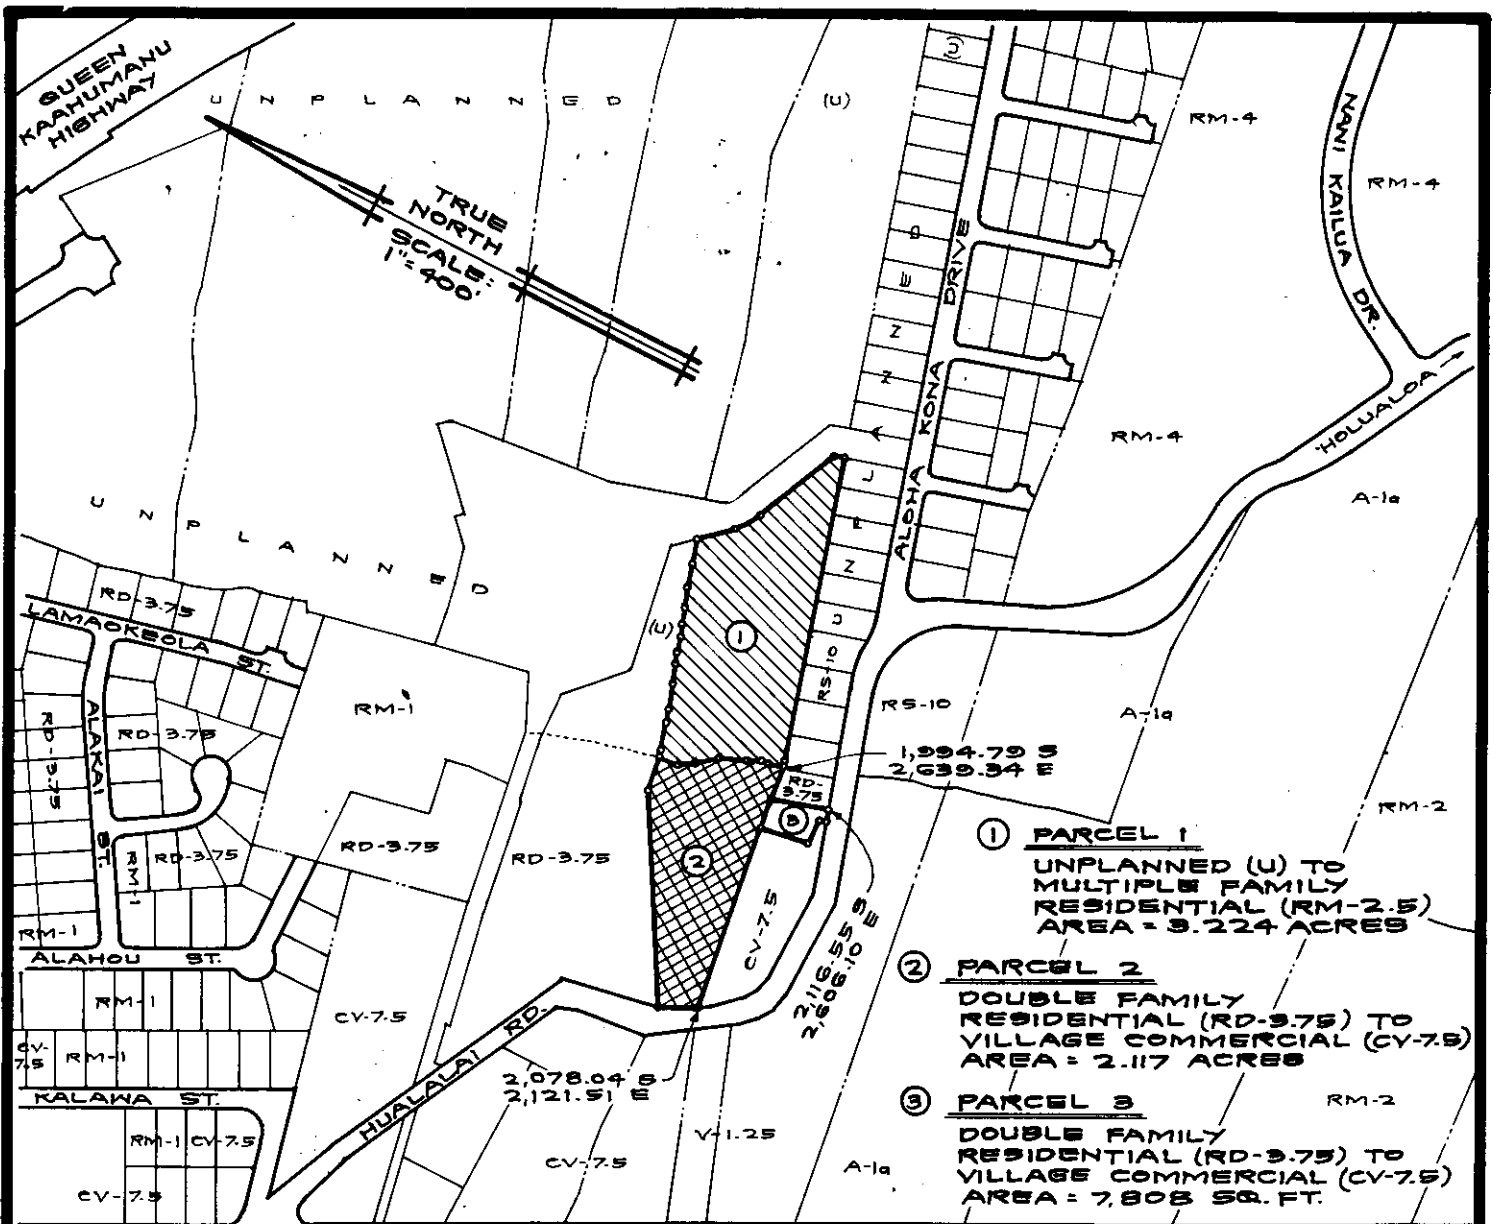 QUEEN
KAAHUMANU
HIGHWAY
UNPLANNED
(U)
(U)
RM-4
NANI KAILUA DR.
RM-4
TRUE
NORTH
SCALE:
1"=400'
ALOHA KONA DRIVE
'HOLUALOA
RM-4
A-1a
UNPLANNED
UNPLANNED
RD-3.75
LAMAOKEOLA ST.
(U)
1
RS-10
RM-1
RS-10
A-1a
RD-3.75
ALAKAI ST.
RD-3.75
1,994.79 S
2,639.34 E
RD-
3.75
3
RM-2
RD-3.75
RM-1
RD-3.75
RD-3.75
2
CV-7.5
2,116.55 S
2,606.10 E
1 PARCEL 1
UNPLANNED (U) TO
MULTIPLE FAMILY
RESIDENTIAL (RM-2.5)
AREA = 3.224 ACRES
RM-1
ALAHOU ST.
RM-1
CV-7.5
HUALALAI RD.
2 PARCEL 2
DOUBLE FAMILY
RESIDENTIAL (RD-3.75) TO
VILLAGE COMMERCIAL (CV-7.5)
AREA = 2.117 ACRES
CV-
7.5
RM-1
2,078.04 S
2,121.51 E
KALAWA ST.
RM-1
CV-7.5
CV-7.5
CV-7.5
V-1.25
A-1a
RM-2
3 PARCEL 3
DOUBLE FAMILY
RESIDENTIAL (RD-3.75) TO
VILLAGE COMMERCIAL (CV-7.5)
AREA = 7,808 SQ. FT.